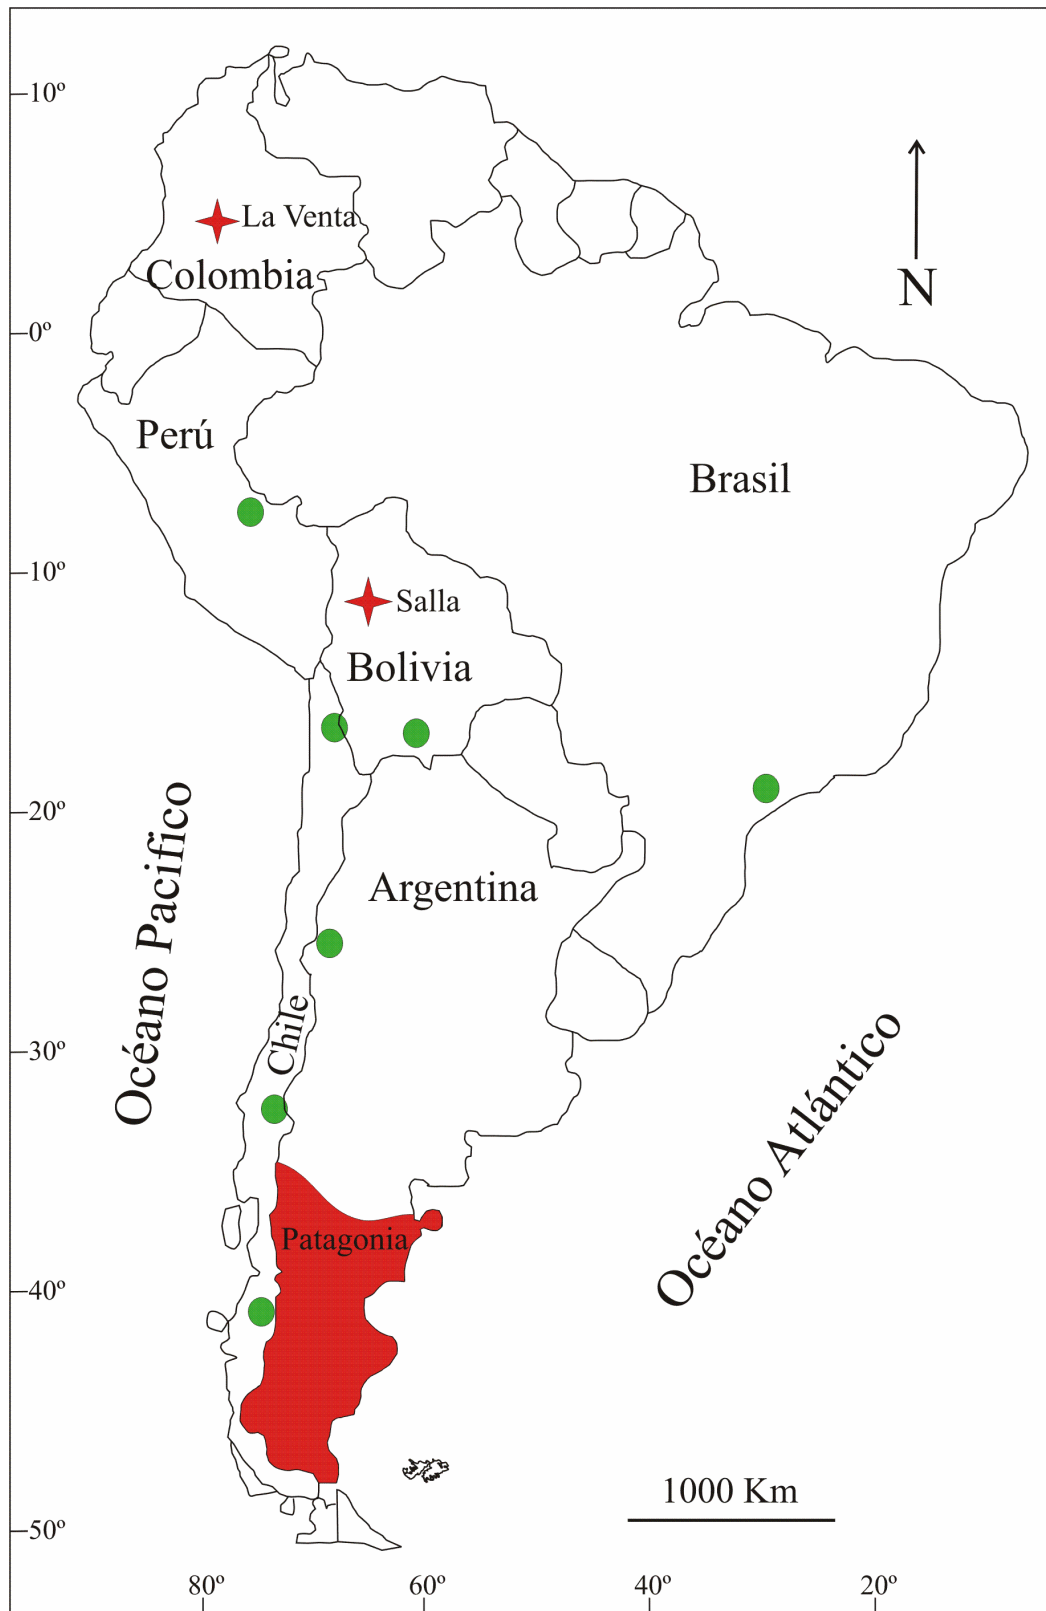 10º
La Venta
Colombia
N
0º
Perú
Brasil
10º
Salla
Bolivia
20º
Océano Pacifico
Argentina
30º
Chile
Océano Atlántico
Patagonia
40º
1000 Km
50º
80º 60º 40º 20º